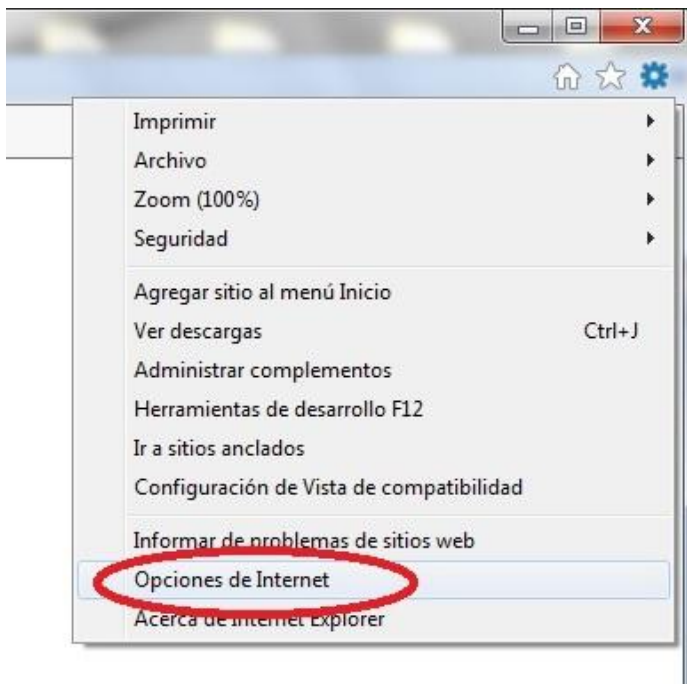 Imprimir
Archivo
Zoom (100%)
Seguridad
Agregar sitio al menú Inicio
Ver descargas Ctrl+J
Administrar complementos
Herramientas de desarrollo F12
Ir a sitios anclados
Configuración de Vista de compatibilidad
Informar de problemas de sitios web
Opciones de Internet
Acerca de Internet Explorer